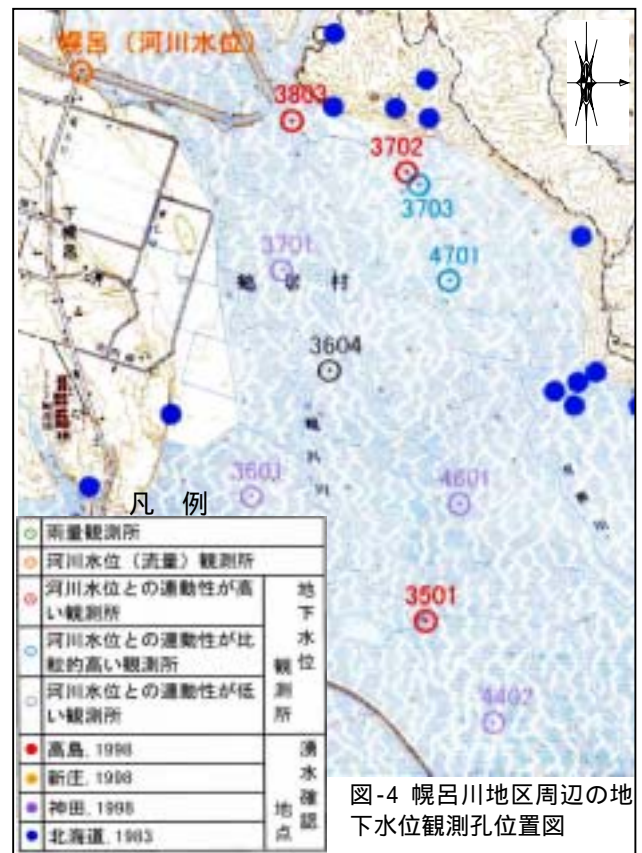 幌呂（河川水位）
3803
3702
3703
下幌呂
3701
4701
鶴居村
3604
3603
4601
3501
4402
凡 例
雨量観測所
河川水位（流量）観測所
河川水位との連動性が高
い観測所
河川水位との連動性が比
較的高い観測所
河川水位との連動性が低
い観測所
地下水位
観測所
高島, 1998
新庄, 1998
神田, 1998
北海道, 1983
湧水確認
地点
図-4 幌呂川地区周辺の地
下水位観測孔位置図